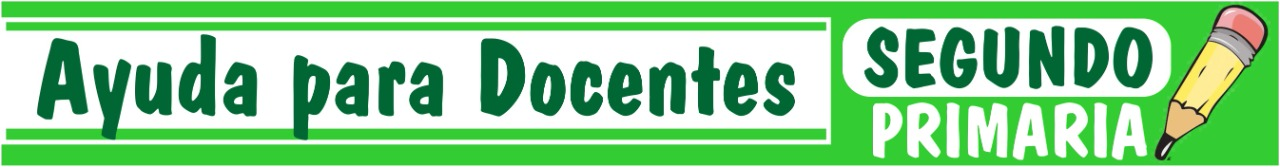 Ayuda para Docentes
SEGUNDO
PRIMARIA